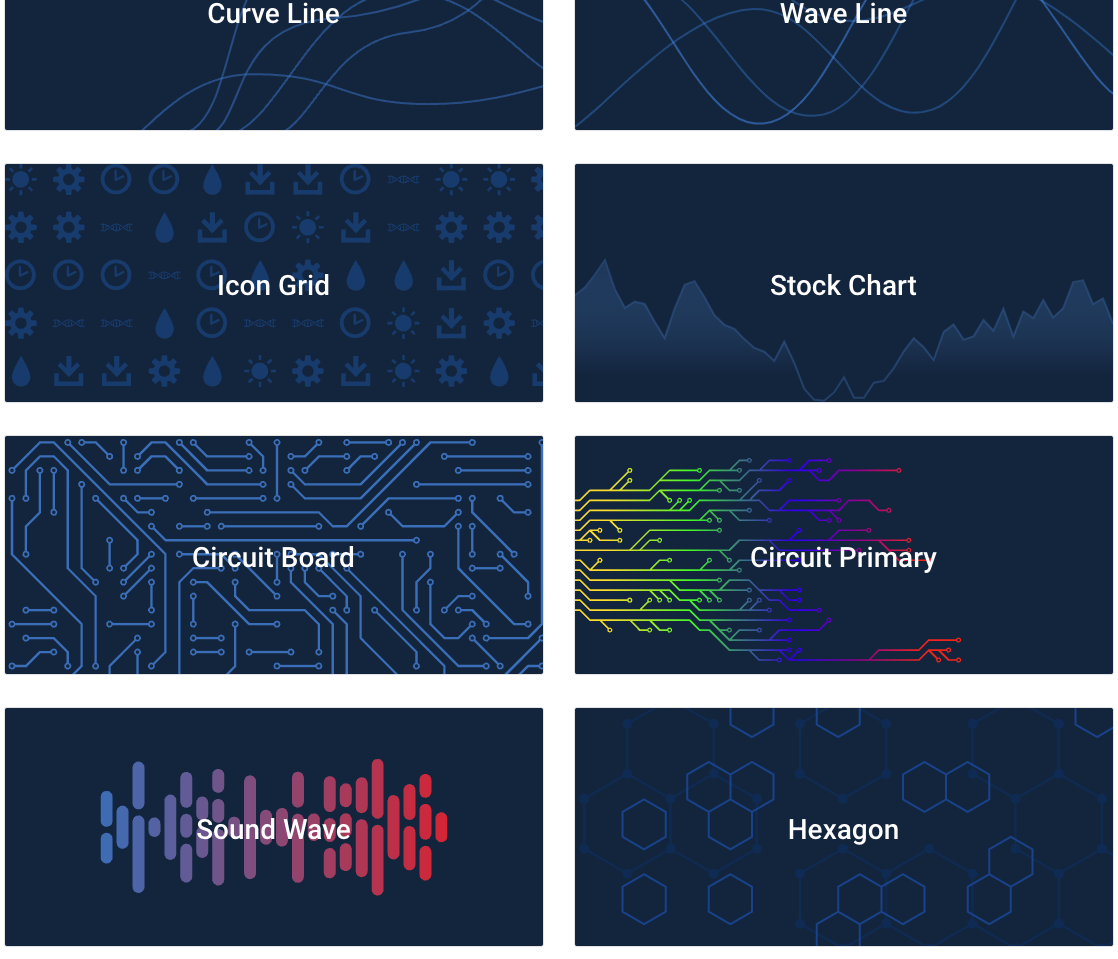 Curve Line
Wave Line
Icon Grid
Stock Chart
Circuit Board
Circuit Primary
Sound Wave
Hexagon